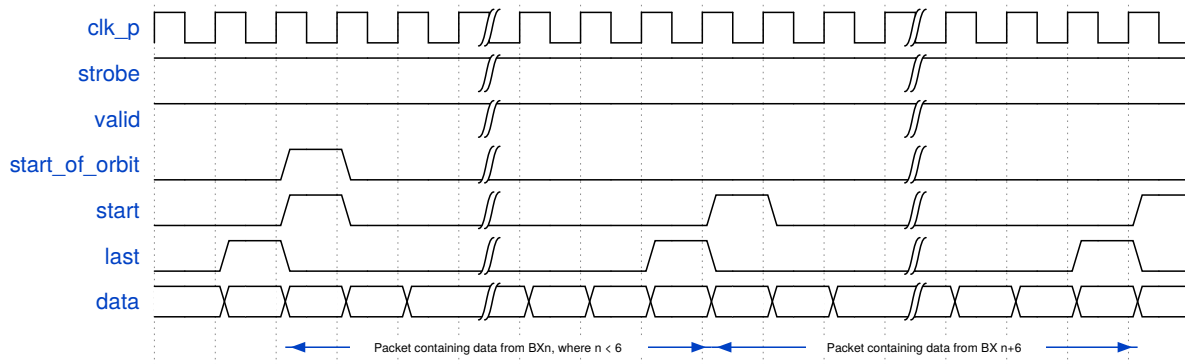 clk_p
strobe
valid
start_of_orbit
start
last
data
Packet containing data from BXn, where n < 6
Packet containing data from BX n+6